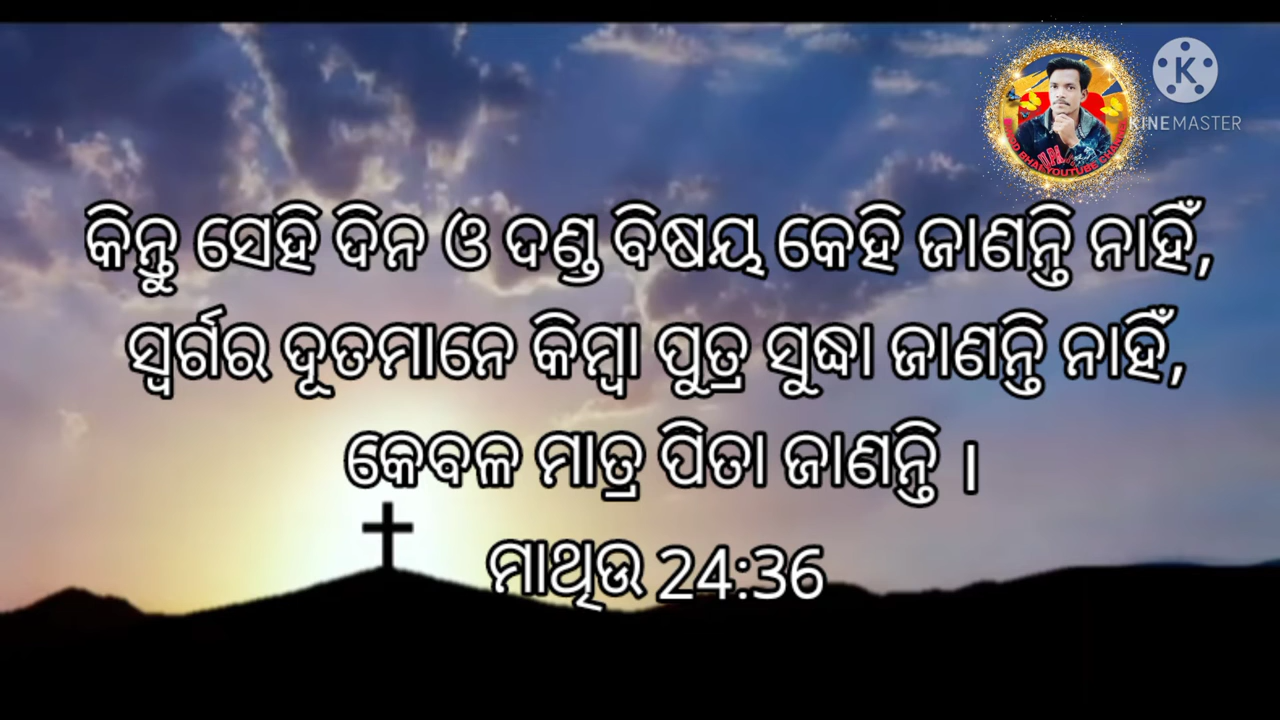 KINEMASTER
କିନ୍ତୁ ସେହି ଦିନ ଓ ଦଣ୍ଡ ବିଷୟ କେହି ଜାଣନ୍ତି ନାହିଁ,
ସ୍ୱର୍ଗର ଦୂତମାନେ କିମ୍ବା ପୁତ୍ର ସୁଦ୍ଧା ଜାଣନ୍ତି ନାହିଁ,
କେବଳ ମାତ୍ର ପିତା ଜାଣନ୍ତି ।
ମାଥିଉ 24:36